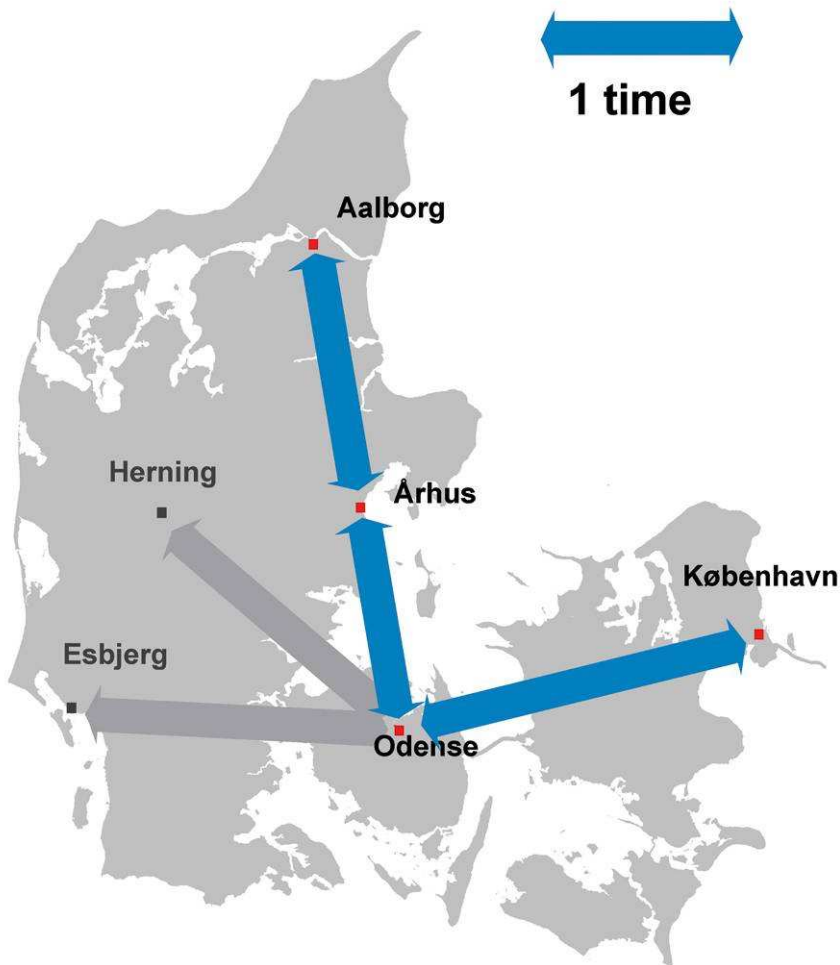 1 time
Aalborg
Herning
Århus
København
Esbjerg
Odense